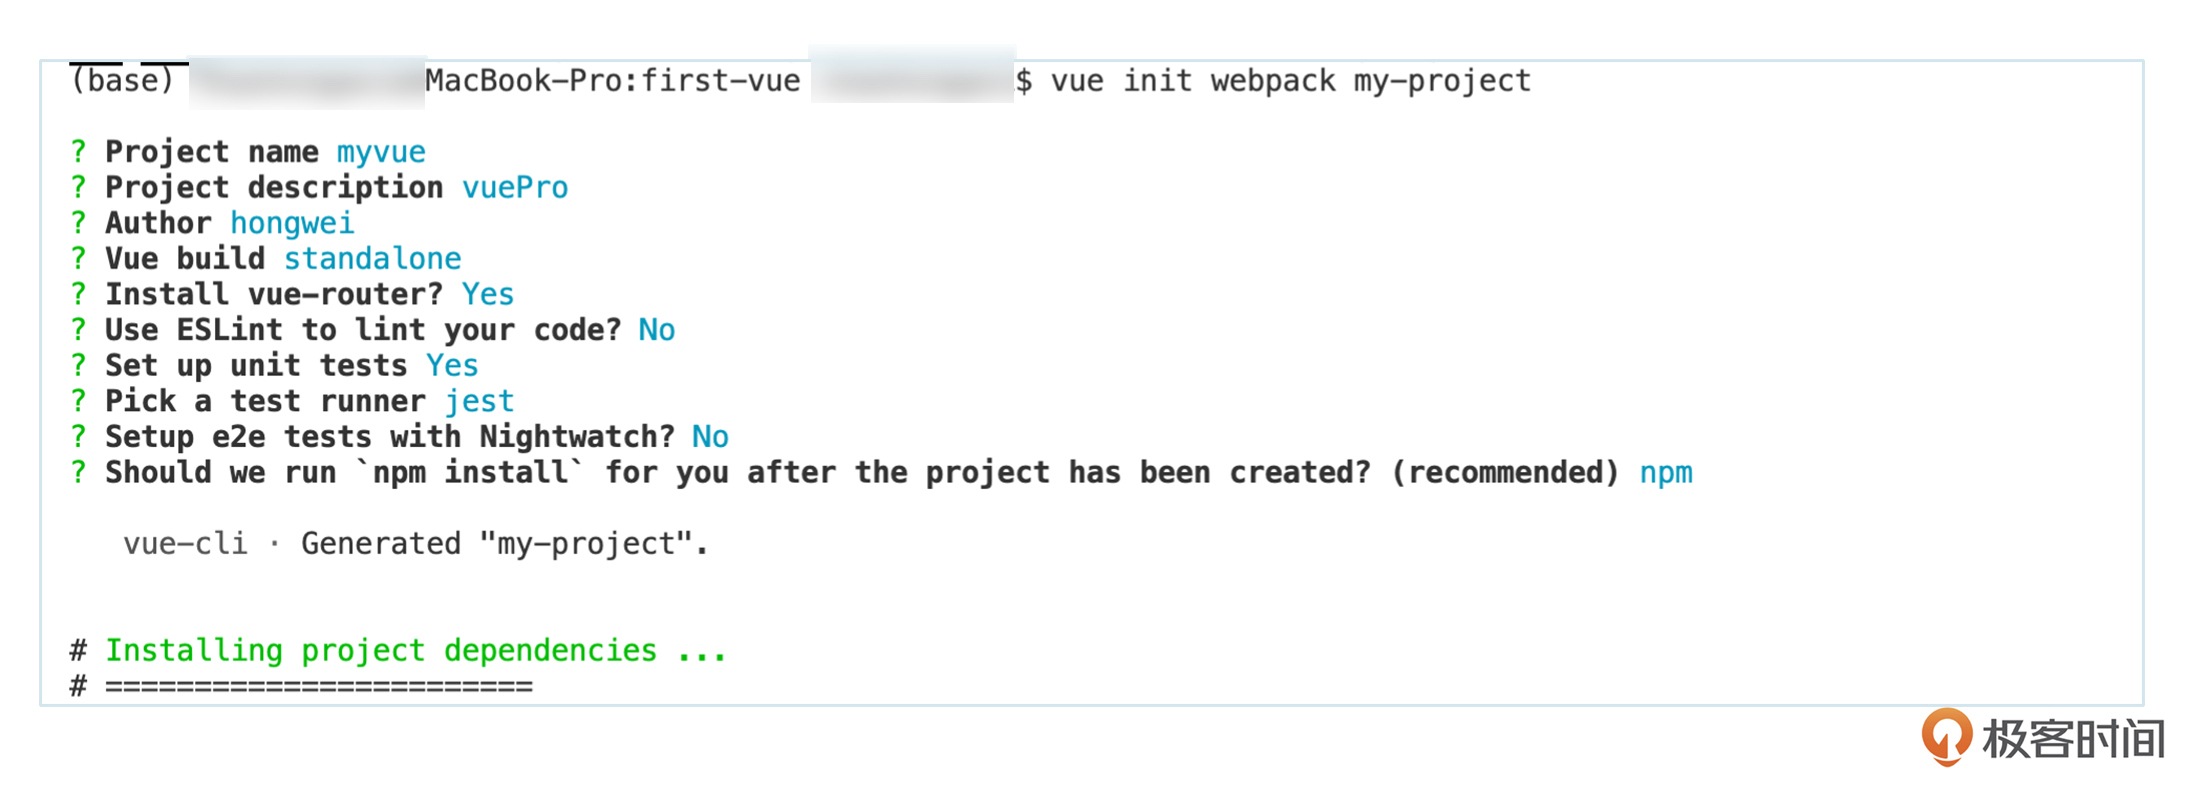 (base) MacBook-Pro:first-vue $ vue init webpack my-project
? Project name myvue
? Project description vuePro
? Author hongwei
? Vue build standalone
? Install vue-router? Yes
? Use ESLint to lint your code? No
? Set up unit tests Yes
? Pick a test runner jest
? Setup e2e tests with Nightwatch? No
? Should we run `npm install` for you after the project has been created? (recommended) npm
vue-cli · Generated "my-project".
# Installing project dependencies ...
# ========================
极客时间